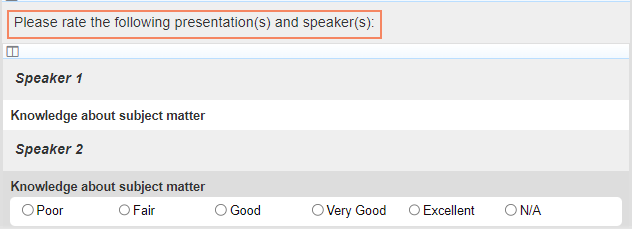 Please rate the following presentation(s) and speaker(s):
Speaker 1
Knowledge about subject matter
Speaker 2
Knowledge about subject matter
Poor Fair Good Very Good Excellent N/A